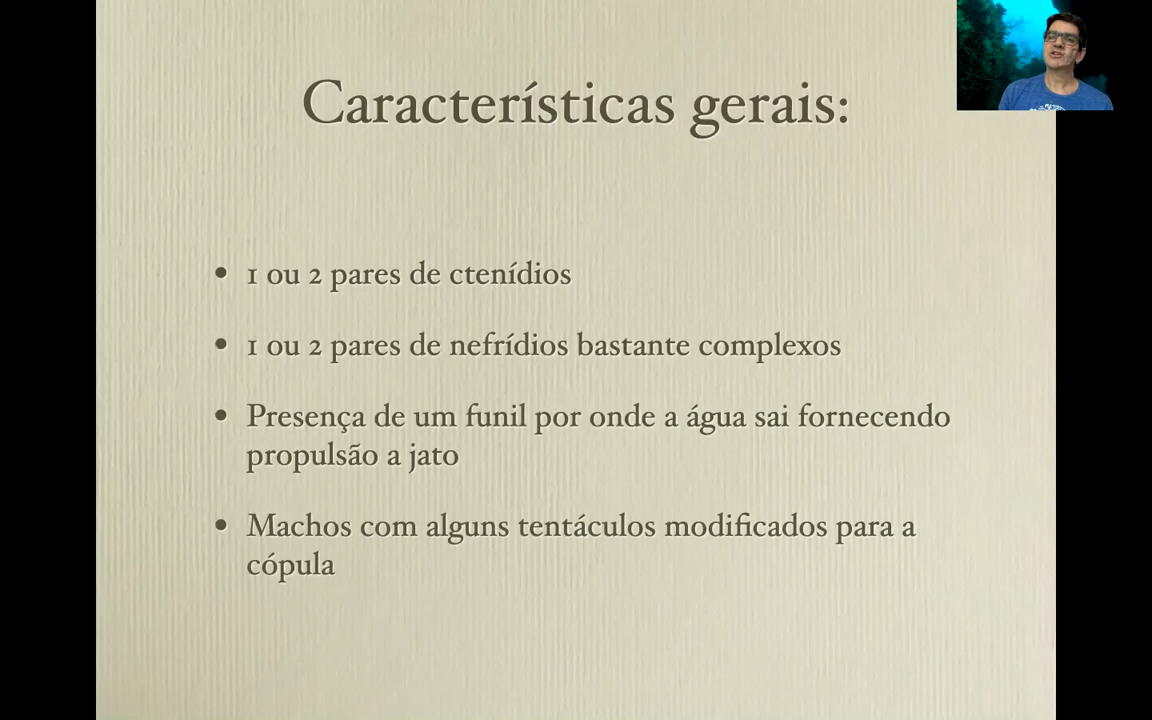 Características gerais:
• 1 ou 2 pares de ctenídios
• 1 ou 2 pares de nefrídios bastante complexos
• Presença de um funil por onde a água sai fornecendo
propulsão a jato
• Machos com alguns tentáculos modificados para a
cópula